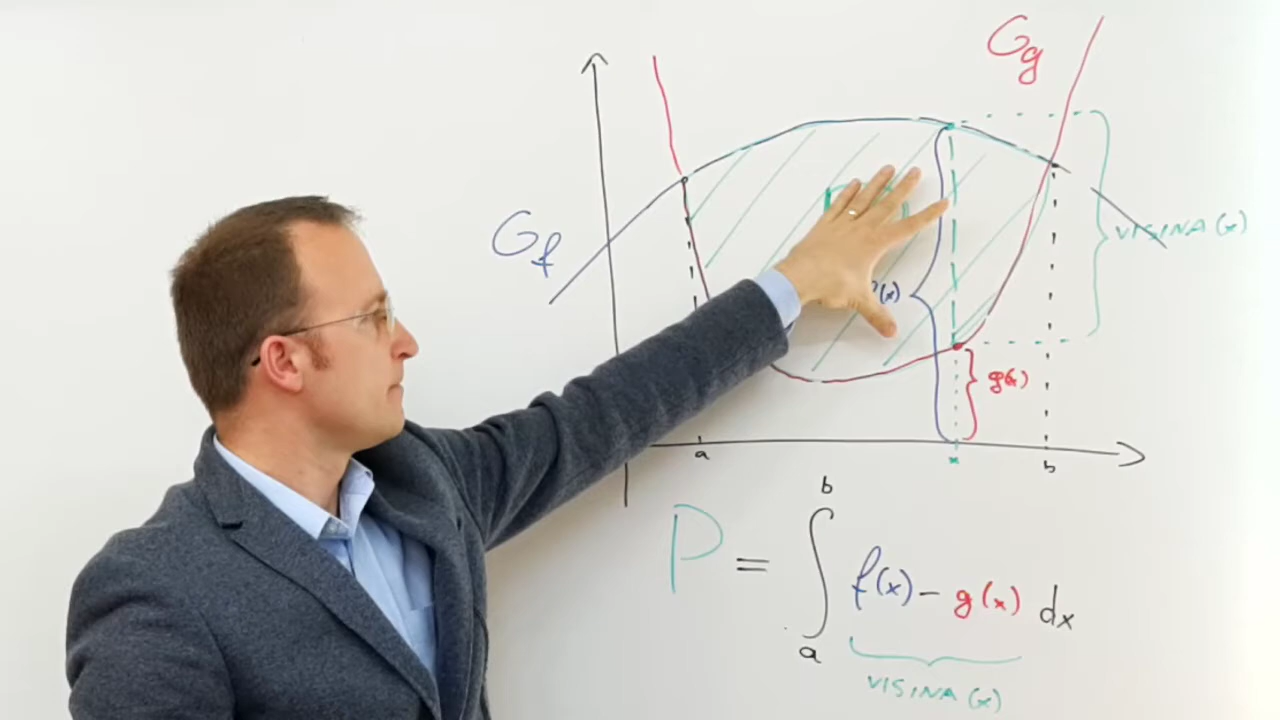 G_g
G_f
VISINA (x)
g(x)
a
x
b
P = ∫_a^b f(x) - g(x) dx
VISINA (x)